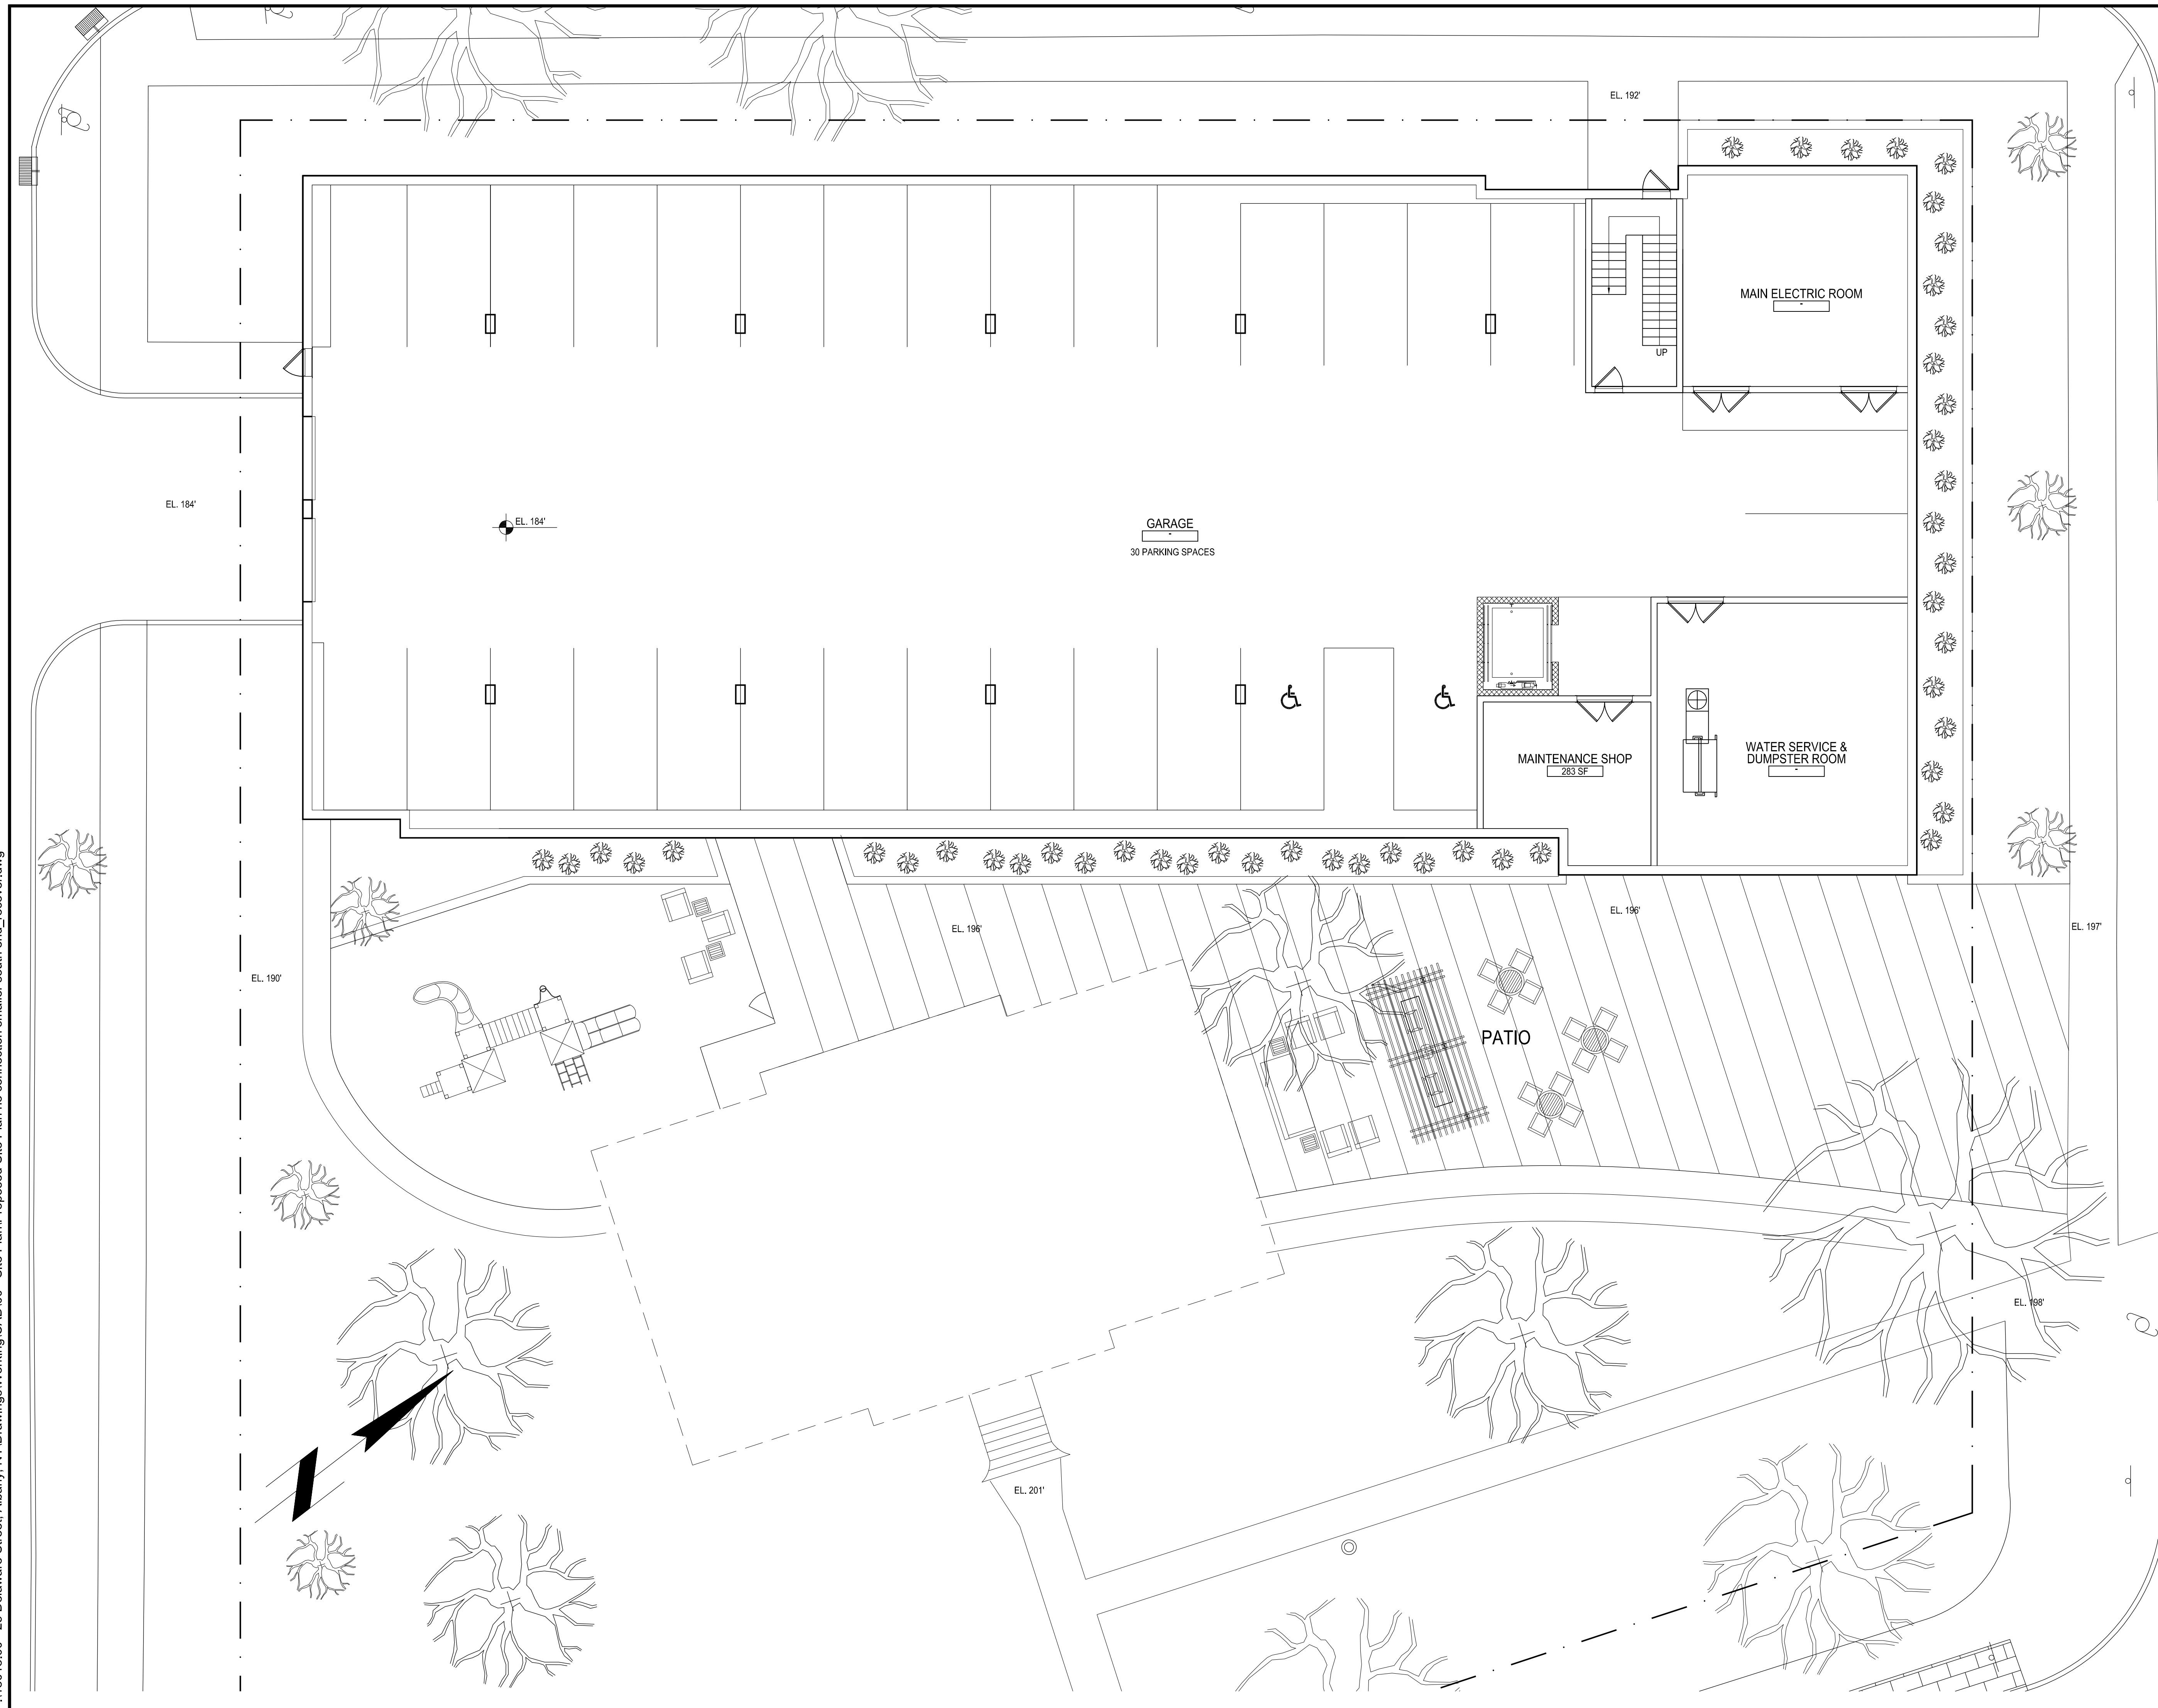 EL. 192'
MAIN ELECTRIC ROOM
-
UP
EL. 184'
EL. 184'
GARAGE
-
30 PARKING SPACES
MAINTENANCE SHOP
283 SF
WATER SERVICE &
DUMPSTER ROOM
-
EL. 196'
EL. 196'
EL. 197'
EL. 190'
PATIO
EL. 198'
EL. 201'